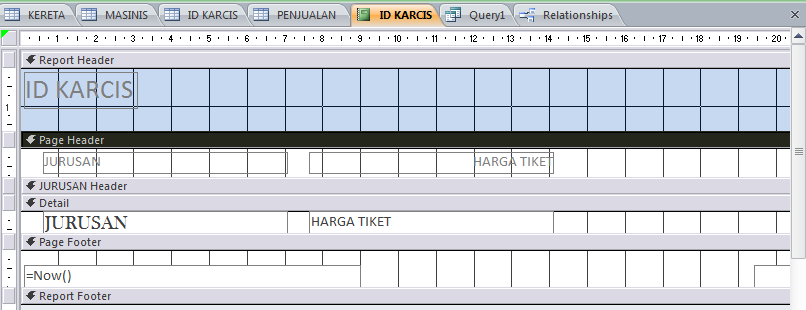 KERETA MASINIS ID KARCIS PENJUALAN ID KARCIS Query1 Relationships
1 2 3 4 5 6 7 8 9 10 11 12 13 14 15 16 17 18 19 20
Report Header
ID KARCIS
1
Page Header
JURUSAN HARGA TIKET
JURUSAN Header
Detail
JURUSAN HARGA TIKET
Page Footer
=Now()
Report Footer